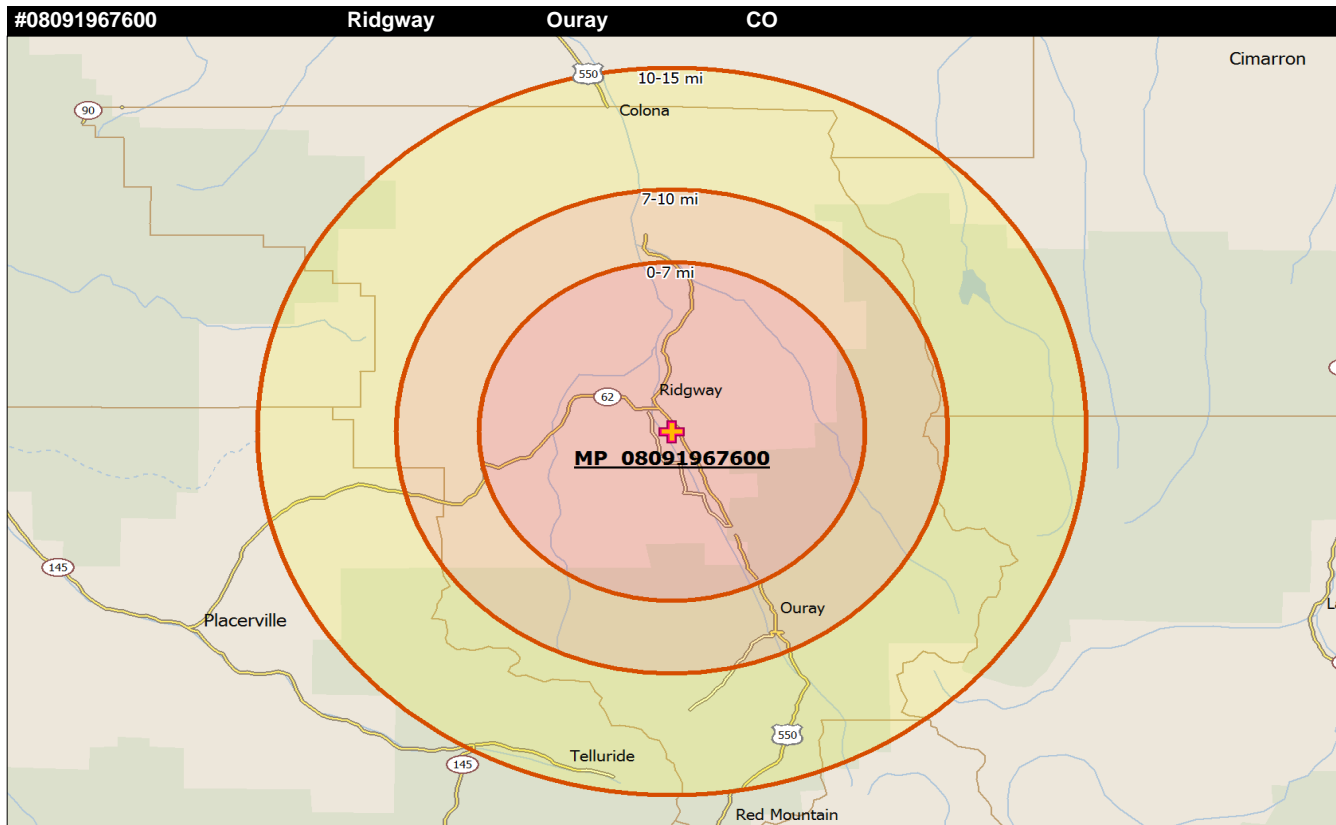 #08091967600 Ridgway Ouray CO
550
10-15 mi
Cimarron
90
Colona
7-10 mi
0-7 mi
Ridgway
62
MP 08091967600
145
Ouray
Placerville
550
Telluride
145
Red Mountain